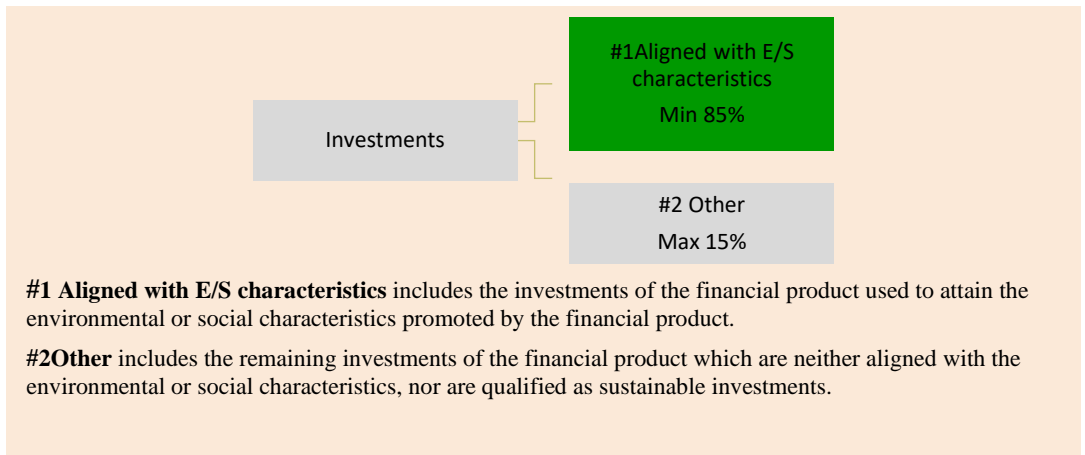 #1Aligned with E/S
characteristics
Min 85%
Investments
#2 Other
Max 15%
#1 Aligned with E/S characteristics includes the investments of the financial product used to attain the
environmental or social characteristics promoted by the financial product.
#2Other includes the remaining investments of the financial product which are neither aligned with the
environmental or social characteristics, nor are qualified as sustainable investments.